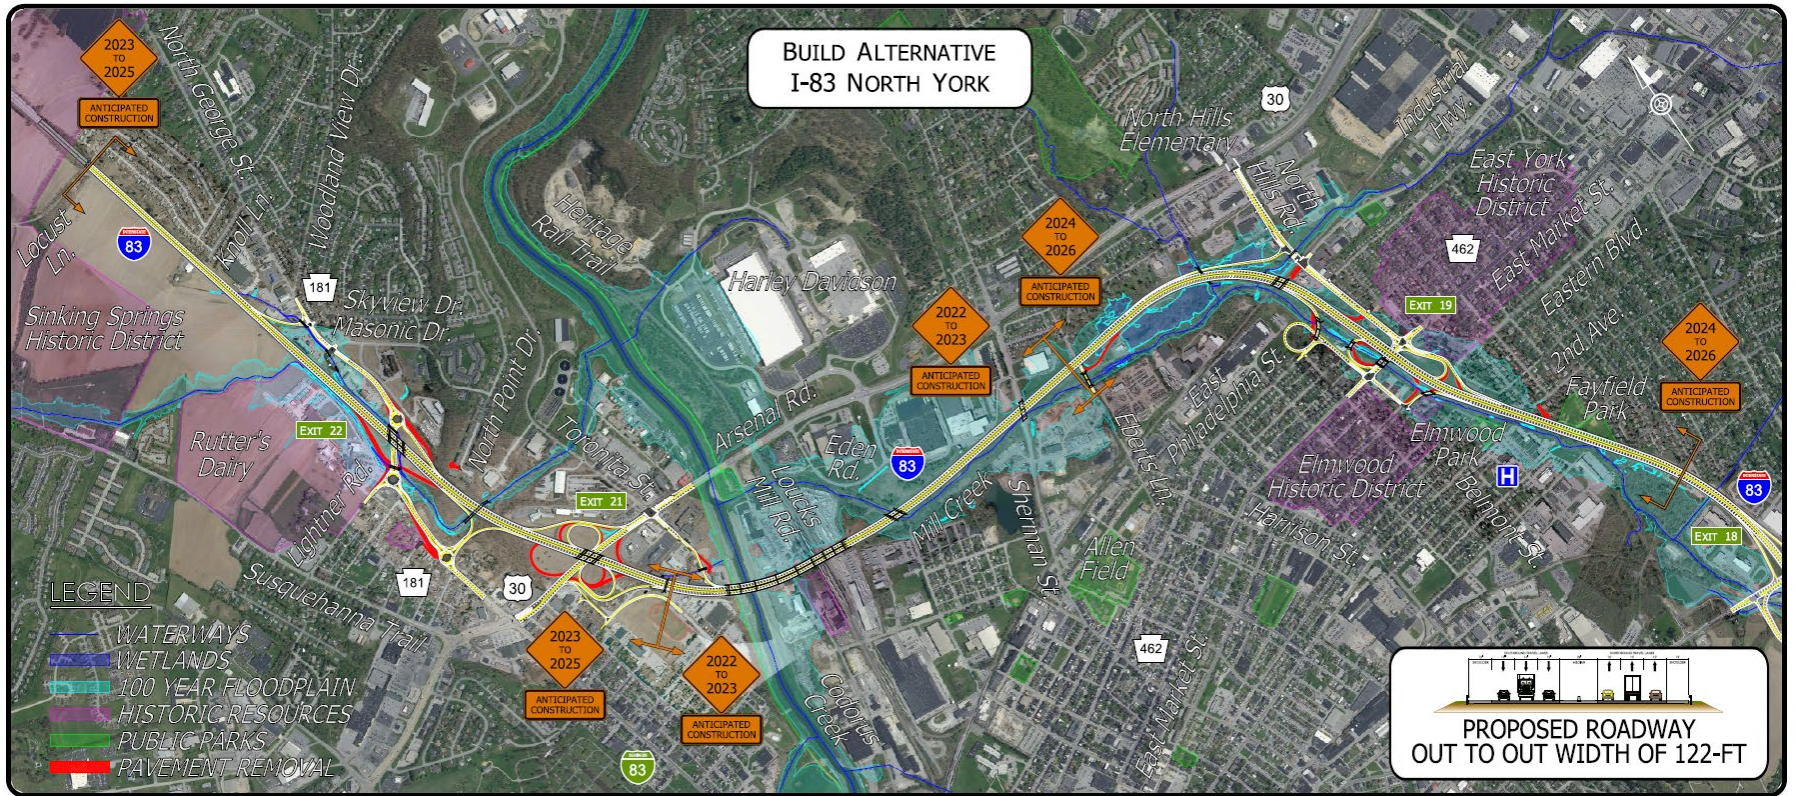 BUILD ALTERNATIVE
I-83 NORTH YORK
2023
TO
2025
ANTICIPATED
CONSTRUCTION
North George St.
Woodland View Dr.
Knoll Ln.
Locust
Ln.
INTERSTATE
83
181
Skyview Dr.
Masonic Dr.
Sinking Springs
Historic District
Rutter's
Dairy
EXIT 22
Lightner Rd.
North Point Dr.
Toronita St.
EXIT 21
181
30
Susquehanna Trail
Heritage
Rail Trail
Harley Davidson
Arsenal Rd.
Eden
Rd.
Loucks
Mill Rd
83
Mill Creek
Sherman St.
2022
TO
2023
ANTICIPATED
CONSTRUCTION
2024
TO
2026
ANTICIPATED
CONSTRUCTION
North Hills
Elementary
30
North
Hills Rd.
Industrial
Hwy.
East York
Historic
District
462
East Market St.
Eastern Blvd.
2nd. Ave.
EXIT 19
Fayfield
Park
2024
TO
2026
ANTICIPATED
CONSTRUCTION
Eberts Ln.
East
Philadelphia St.
Elmwood
Park
Elmwood
Historic District
H
Belmont St.
Harrison St.
83
EXIT 18
Allen
Field
462
East Market St.
Codorus
Creek
2023
TO
2025
ANTICIPATED
CONSTRUCTION
2022
TO
2023
ANTICIPATED
CONSTRUCTION
83
LEGEND
WATERWAYS
WETLANDS
100 YEAR FLOODPLAIN
HISTORIC RESOURCES
PUBLIC PARKS
PAVEMENT REMOVAL
PROPOSED ROADWAY
OUT TO OUT WIDTH OF 122-FT